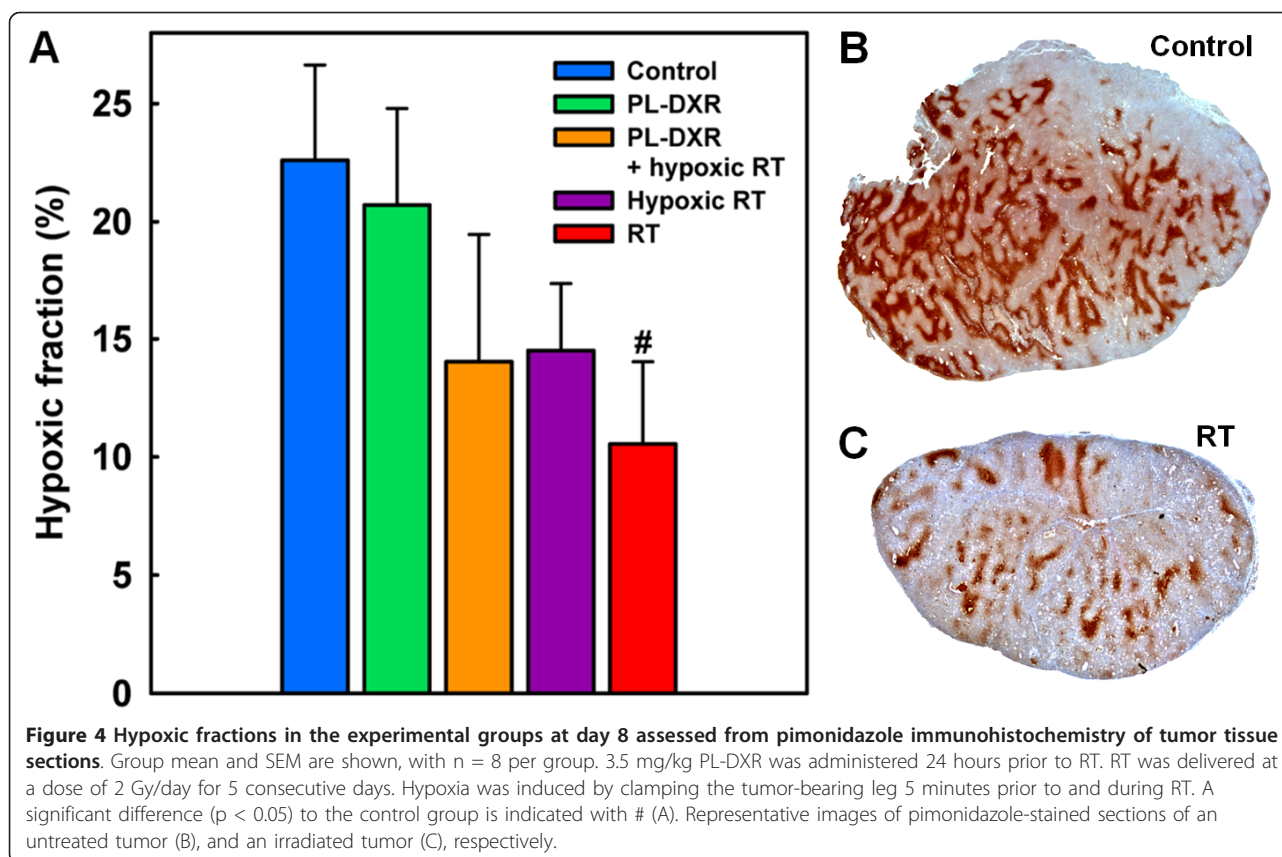 A
Hypoxic fraction (%)
25
20
15
10
5
0
Control
PL-DXR
PL-DXR
+ hypoxic RT
Hypoxic RT
RT
#
B
Control
C
RT
Figure 4 Hypoxic fractions in the experimental groups at day 8 assessed from pimonidazole immunohistochemistry of tumor tissue
sections. Group mean and SEM are shown, with n = 8 per group. 3.5 mg/kg PL-DXR was administered 24 hours prior to RT. RT was delivered at
a dose of 2 Gy/day for 5 consecutive days. Hypoxia was induced by clamping the tumor-bearing leg 5 minutes prior to and during RT. A
significant difference (p < 0.05) to the control group is indicated with # (A). Representative images of pimonidazole-stained sections of an
untreated tumor (B), and an irradiated tumor (C), respectively.